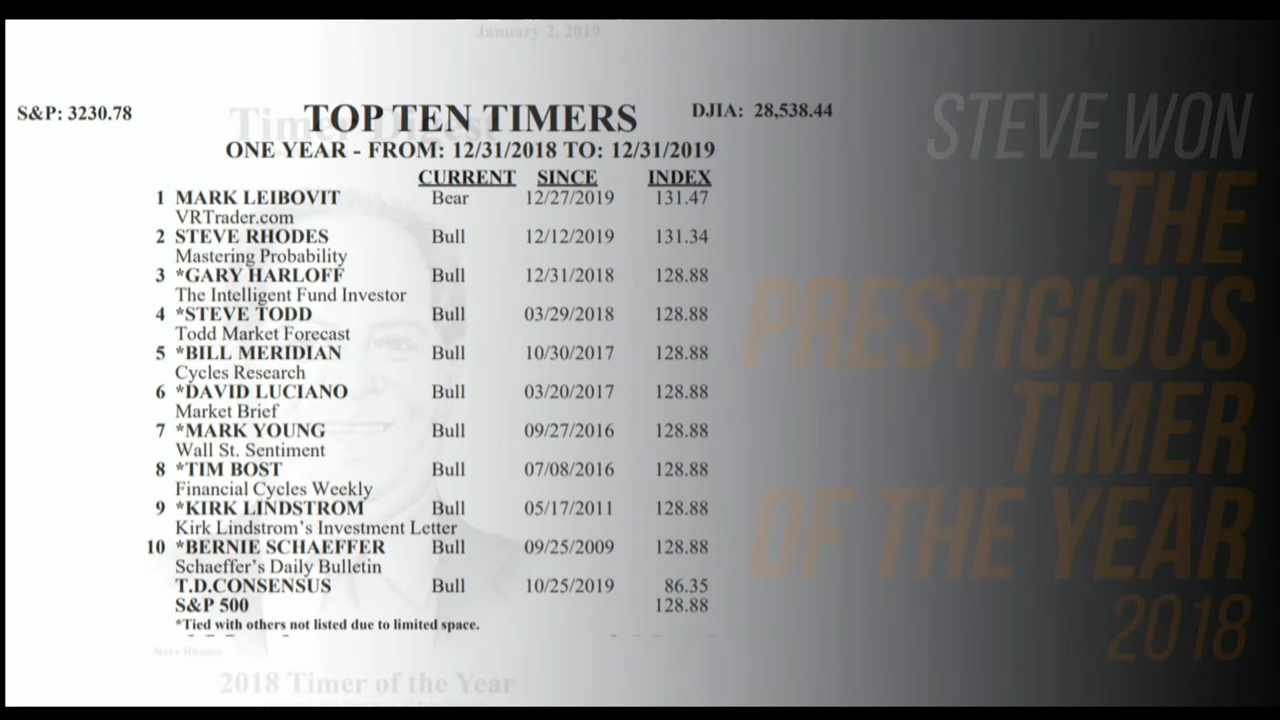 January 2, 2019
S&P: 3230.78
Timer Digest
TOP TEN TIMERS
DJIA: 28,538.44
ONE YEAR - FROM: 12/31/2018 TO: 12/31/2019
CURRENT SINCE INDEX
1 MARK LEIBOVIT Bear 12/27/2019 131.47
VRTrader.com
2 STEVE RHODES Bull 12/12/2019 131.34
Mastering Probability
3 *GARY HARLOFF Bull 12/31/2018 128.88
The Intelligent Fund Investor
4 *STEVE TODD Bull 03/29/2018 128.88
Todd Market Forecast
5 *BILL MERIDIAN Bull 10/30/2017 128.88
Cycles Research
6 *DAVID LUCIANO Bull 03/20/2017 128.88
Market Brief
7 *MARK YOUNG Bull 09/27/2016 128.88
Wall St. Sentiment
8 *TIM BOST Bull 07/08/2016 128.88
Financial Cycles Weekly
9 *KIRK LINDSTROM Bull 05/17/2011 128.88
Kirk Lindstrom's Investment Letter
10 *BERNIE SCHAEFFER Bull 09/25/2009 128.88
Schaeffer's Daily Bulletin
T.D.CONSENSUS Bull 10/25/2019 86.35
S&P 500 128.88
*Tied with others not listed due to limited space.
Steve Rhodes
2018 Timer of the Year
STEVE WON
THE
PRESTIGIOUS
TIMER
OF THE YEAR
2018